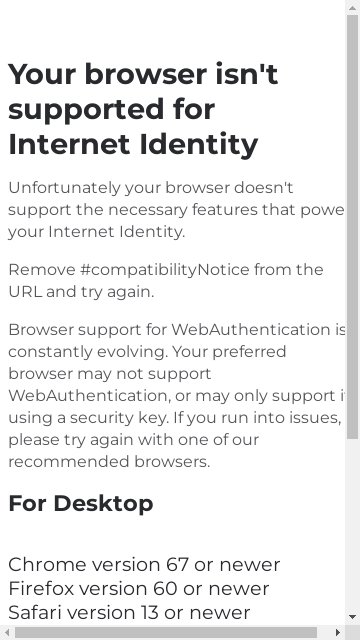 Your browser isn't
supported for
Internet Identity
Unfortunately your browser doesn't
support the necessary features that powe
your Internet Identity.
Remove #compatibilityNotice from the
URL and try again.
Browser support for WebAuthentication is
constantly evolving. Your preferred
browser may not support
WebAuthentication, or may only support i
using a security key. If you run into issues,
please try again with one of our
recommended browsers.
For Desktop
Chrome version 67 or newer
Firefox version 60 or newer
Safari version 13 or newer